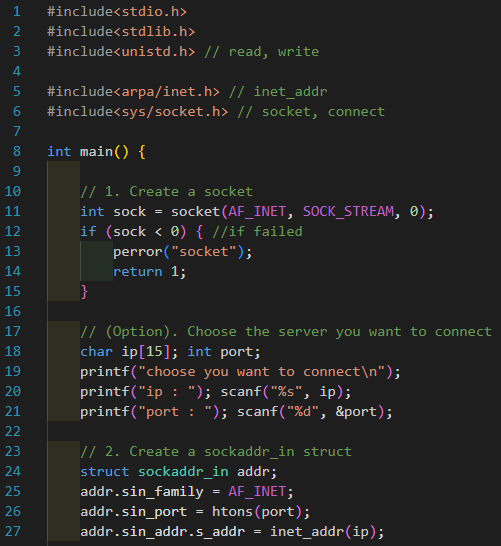 1 #include<stdio.h>
2 #include<stdlib.h>
3 #include<unistd.h> // read, write
4
5 #include<arpa/inet.h> // inet_addr
6 #include<sys/socket.h> // socket, connect
7
8 int main() {
9
10 // 1. Create a socket
11 int sock = socket(AF_INET, SOCK_STREAM, 0);
12 if (sock < 0) { //if failed
13 perror("socket");
14 return 1;
15 }
16
17 // (Option). Choose the server you want to connect
18 char ip[15]; int port;
19 printf("choose you want to connect\n");
20 printf("ip : "); scanf("%s", ip);
21 printf("port : "); scanf("%d", &port);
22
23 // 2. Create a sockaddr_in struct
24 struct sockaddr_in addr;
25 addr.sin_family = AF_INET;
26 addr.sin_port = htons(port);
27 addr.sin_addr.s_addr = inet_addr(ip);